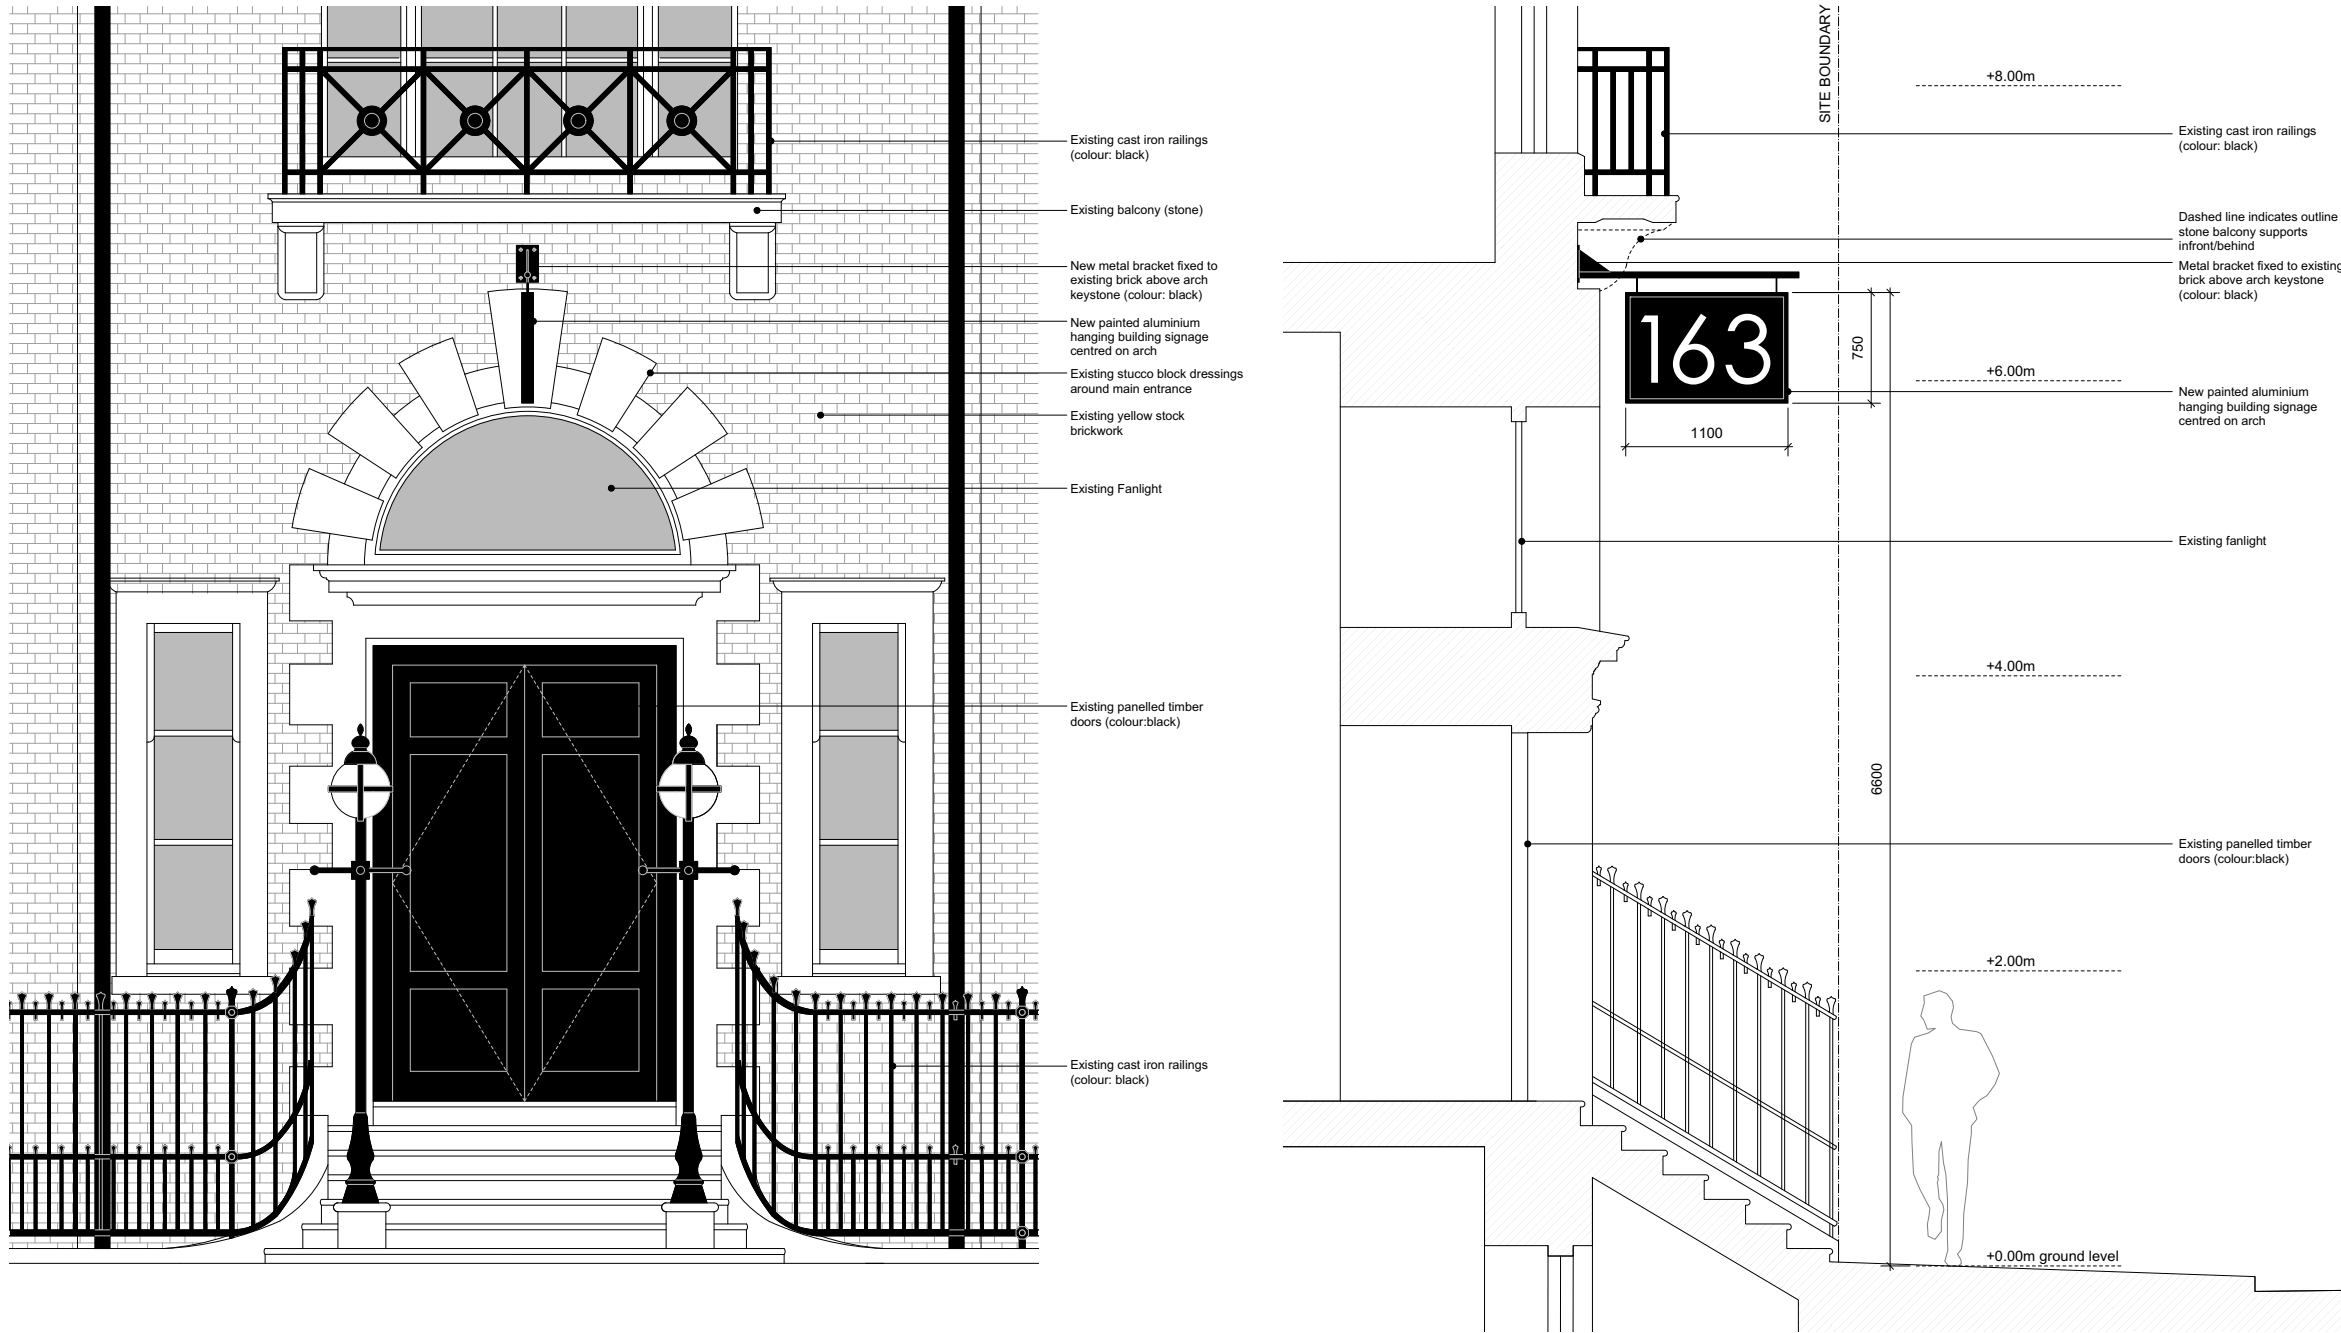 Existing cast iron railings
(colour: black)
Existing balcony (stone)
New metal bracket fixed to
existing brick above arch
keystone (colour: black)
New painted aluminium
hanging building signage
centred on arch
Existing stucco block dressings
around main entrance
Existing yellow stock
brickwork
Existing Fanlight
Existing panelled timber
doors (colour:black)
Existing cast iron railings
(colour: black)
SITE BOUNDARY
+8.00m
Existing cast iron railings
(colour: black)
Dashed line indicates outline
stone balcony supports
infront/behind
Metal bracket fixed to existing
brick above arch keystone
(colour: black)
163
750
+6.00m
New painted aluminium
hanging building signage
centred on arch
1100
Existing fanlight
+4.00m
6600
Existing panelled timber
doors (colour:black)
+2.00m
+0.00m ground level